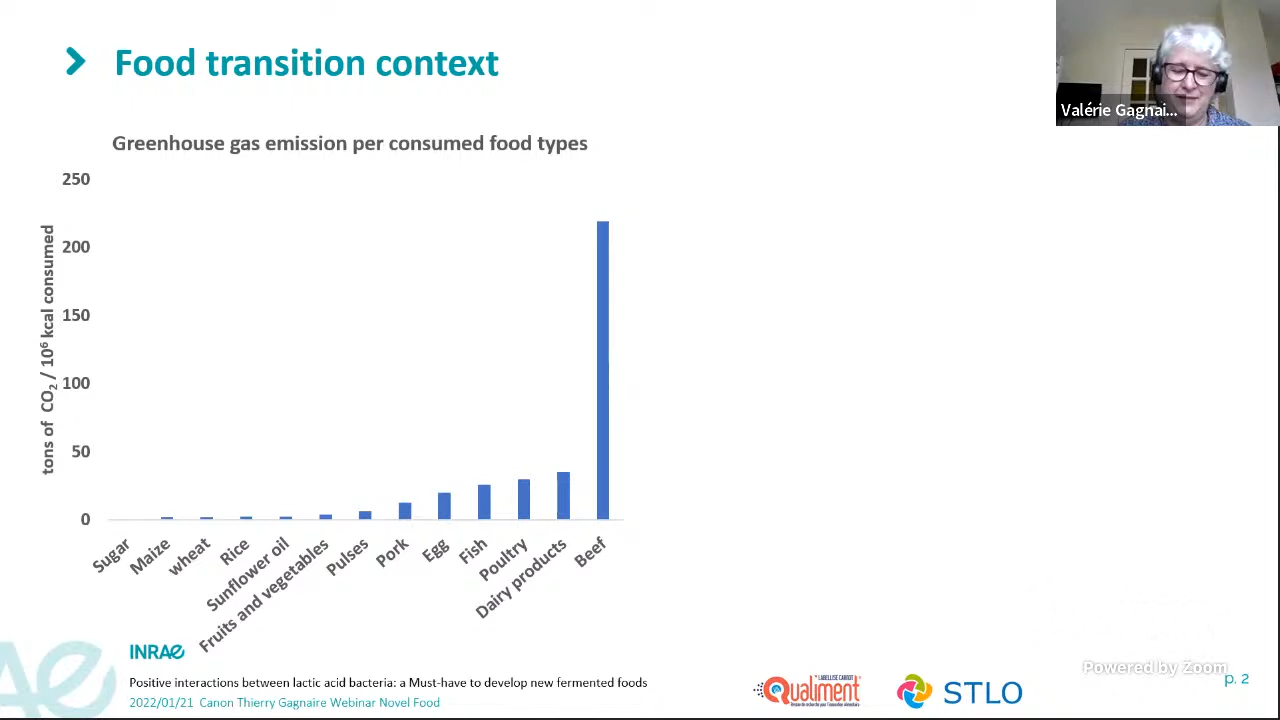 Food transition context
Valérie Gagnai...
Greenhouse gas emission per consumed food types
tons of CO₂ / 10⁶ kcal consumed
250
200
150
100
50
0
Sugar
Maize
wheat
Rice
Sunflower oil
Fruits and vegetables
Pulses
Pork
Egg
Fish
Poultry
Dairy products
Beef
INRAE
Positive interactions between lactic acid bacteria: a Must-have to develop new fermented foods
2022/01/21 Canon Thierry Gagnaire Webinar Novel Food
LABELLISÉ CARNOT
Qualiment
STLO
Powered by Zoom
p. 2